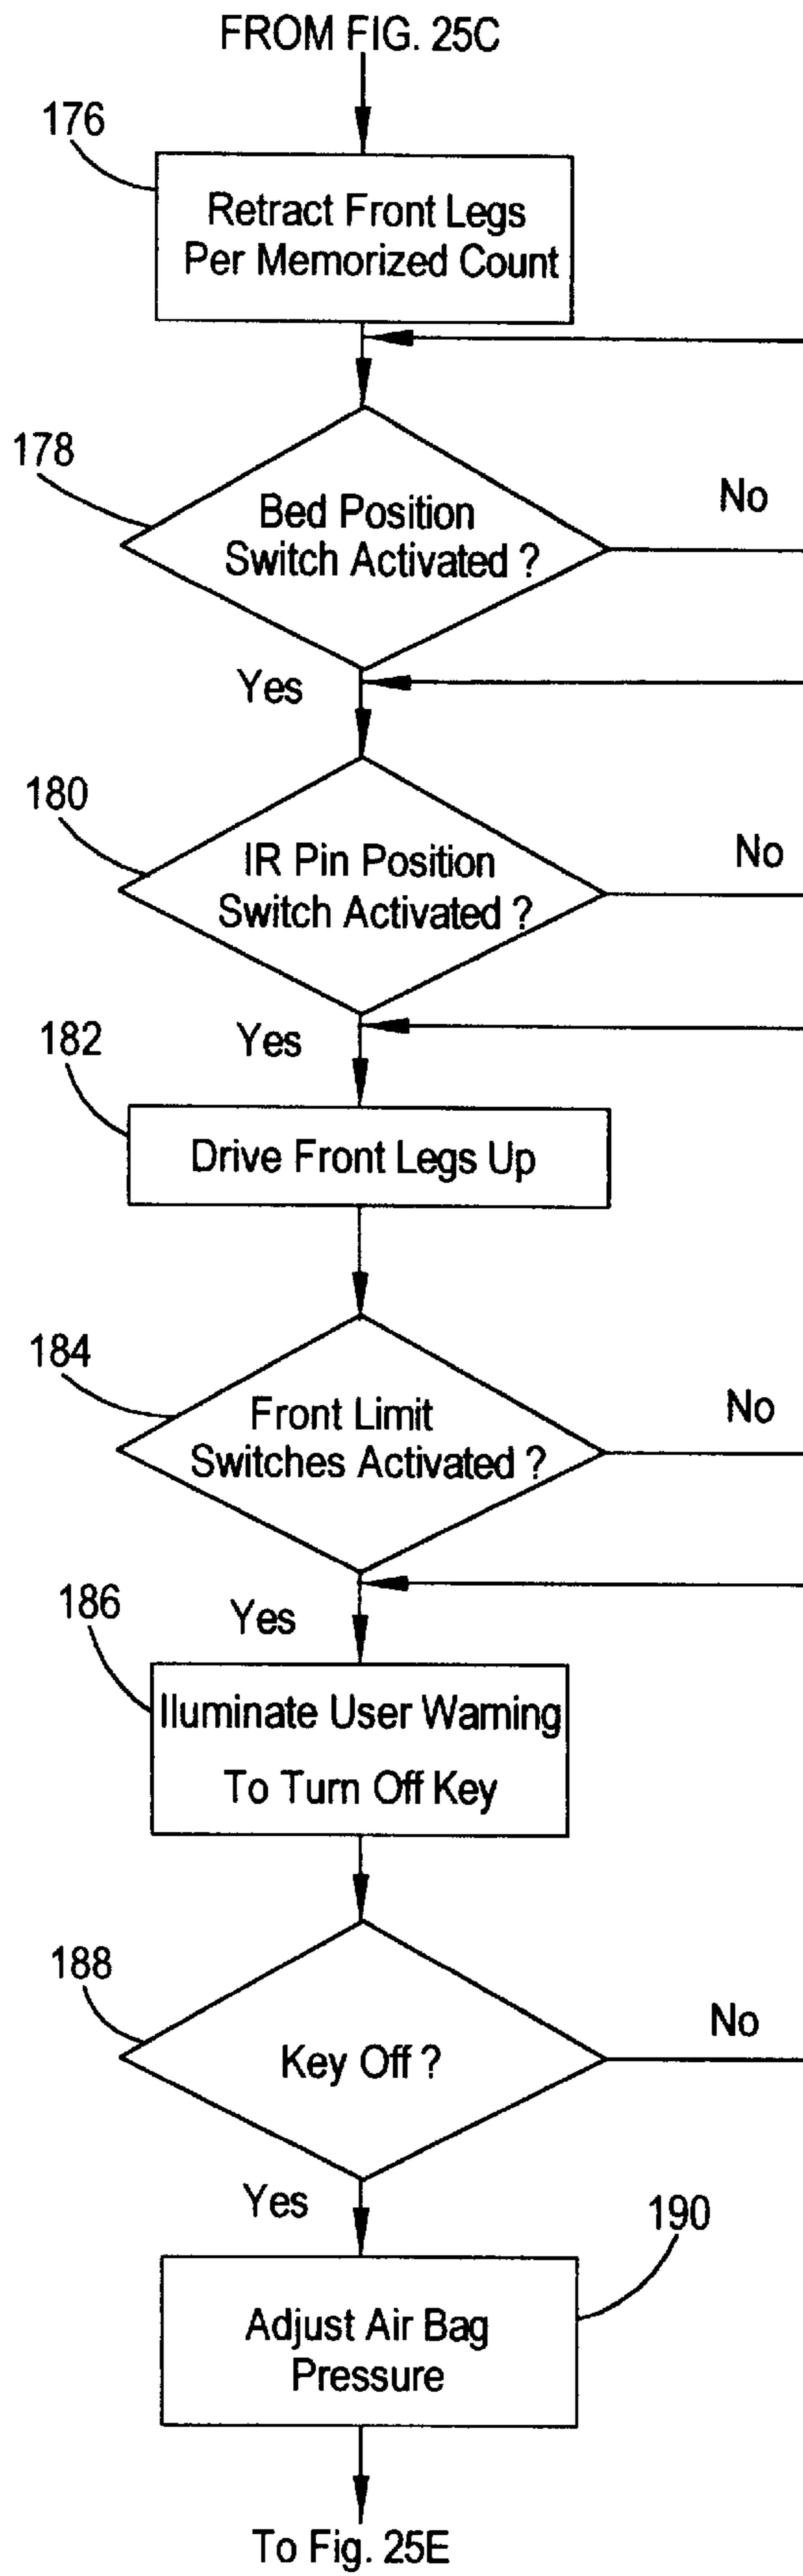 FROM FIG. 25C
176
Retract Front Legs
Per Memorized Count
178
Bed Position
Switch Activated ?
No
Yes
180
IR Pin Position
Switch Activated ?
No
Yes
182
Drive Front Legs Up
184
Front Limit
Switches Activated ?
No
Yes
186
Iluminate User Warning
To Turn Off Key
188
Key Off ?
No
Yes
190
Adjust Air Bag
Pressure
To Fig. 25E